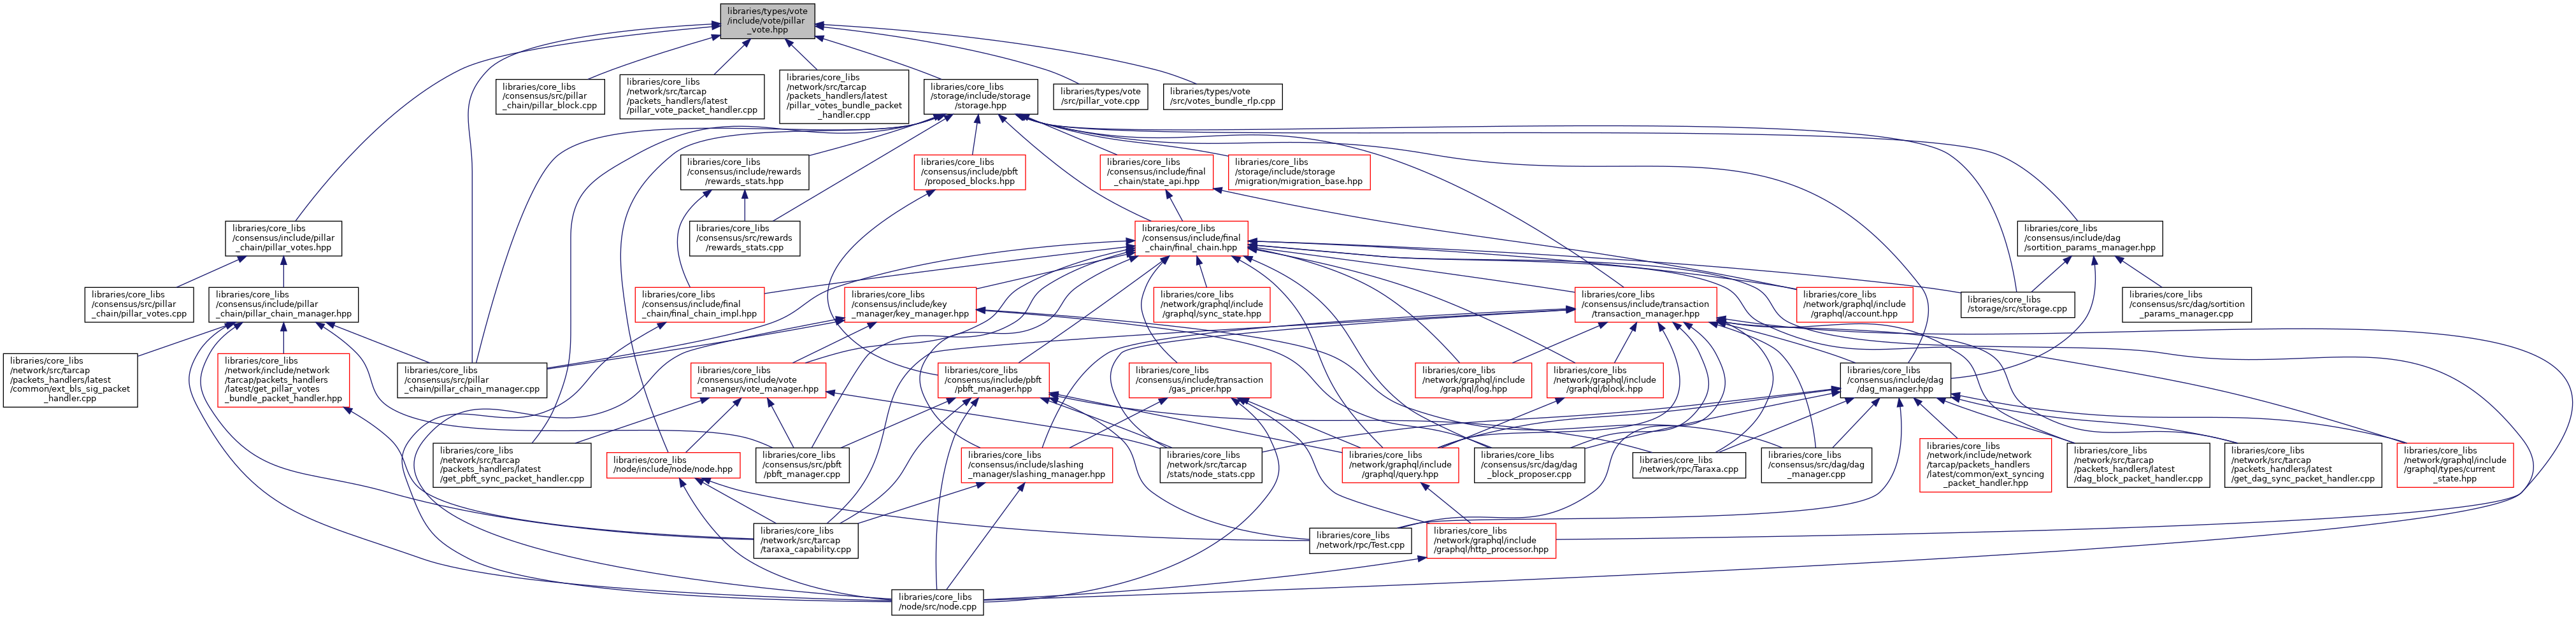 libraries/types/vote
/include/vote/pillar
_vote.hpp
libraries/core_libs
/consensus/src/pillar
_chain/pillar_block.cpp
libraries/core_libs
/network/src/tarcap
/packets_handlers/latest
/pillar_vote_packet_handler.cpp
libraries/core_libs
/network/src/tarcap
/packets_handlers/latest
/pillar_votes_bundle_packet
_handler.cpp
libraries/core_libs
/storage/include/storage
/storage.hpp
libraries/types/vote
/src/pillar_vote.cpp
libraries/types/vote
/src/votes_bundle_rlp.cpp
libraries/core_libs
/consensus/include/rewards
/rewards_stats.hpp
libraries/core_libs
/consensus/include/pbft
/proposed_blocks.hpp
libraries/core_libs
/consensus/include/final
_chain/state_api.hpp
libraries/core_libs
/storage/include/storage
/migration/migration_base.hpp
libraries/core_libs
/consensus/include/pillar
_chain/pillar_votes.hpp
libraries/core_libs
/consensus/src/rewards
/rewards_stats.cpp
libraries/core_libs
/consensus/include/final
_chain/final_chain.hpp
libraries/core_libs
/consensus/include/dag
/sortition_params_manager.hpp
libraries/core_libs
/consensus/src/pillar
_chain/pillar_votes.cpp
libraries/core_libs
/consensus/include/pillar
_chain/pillar_chain_manager.hpp
libraries/core_libs
/consensus/include/final
_chain/final_chain_impl.hpp
libraries/core_libs
/consensus/include/key
_manager/key_manager.hpp
libraries/core_libs
/network/graphql/include
/graphql/sync_state.hpp
libraries/core_libs
/consensus/include/transaction
/transaction_manager.hpp
libraries/core_libs
/network/graphql/include
/graphql/account.hpp
libraries/core_libs
/storage/src/storage.cpp
libraries/core_libs
/consensus/src/dag/sortition
_params_manager.cpp
libraries/core_libs
/network/src/tarcap
/packets_handlers/latest
/common/ext_bls_sig_packet
_handler.cpp
libraries/core_libs
/network/include/network
/tarcap/packets_handlers
/latest/get_pillar_votes
_bundle_packet_handler.hpp
libraries/core_libs
/consensus/src/pillar
_chain/pillar_chain_manager.cpp
libraries/core_libs
/consensus/include/vote
_manager/vote_manager.hpp
libraries/core_libs
/consensus/include/pbft
/pbft_manager.hpp
libraries/core_libs
/consensus/include/transaction
/gas_pricer.hpp
libraries/core_libs
/network/graphql/include
/graphql/log.hpp
libraries/core_libs
/network/graphql/include
/graphql/block.hpp
libraries/core_libs
/consensus/include/dag
/dag_manager.hpp
libraries/core_libs
/network/src/tarcap
/packets_handlers/latest
/get_pbft_sync_packet_handler.cpp
libraries/core_libs
/node/include/node/node.hpp
libraries/core_libs
/consensus/src/pbft
/pbft_manager.cpp
libraries/core_libs
/consensus/include/slashing
_manager/slashing_manager.hpp
libraries/core_libs
/network/src/tarcap
/stats/node_stats.cpp
libraries/core_libs
/network/graphql/include
/graphql/query.hpp
libraries/core_libs
/consensus/src/dag/dag
_block_proposer.cpp
libraries/core_libs
/network/rpc/Taraxa.cpp
libraries/core_libs
/consensus/src/dag/dag
_manager.cpp
libraries/core_libs
/network/include/network
/tarcap/packets_handlers
/latest/common/ext_syncing
_packet_handler.hpp
libraries/core_libs
/network/src/tarcap
/packets_handlers/latest
/dag_block_packet_handler.cpp
libraries/core_libs
/network/src/tarcap
/packets_handlers/latest
/get_dag_sync_packet_handler.cpp
libraries/core_libs
/network/graphql/include
/graphql/types/current
_state.hpp
libraries/core_libs
/network/src/tarcap
/taraxa_capability.cpp
libraries/core_libs
/network/rpc/Test.cpp
libraries/core_libs
/network/graphql/include
/graphql/http_processor.hpp
libraries/core_libs
/node/src/node.cpp